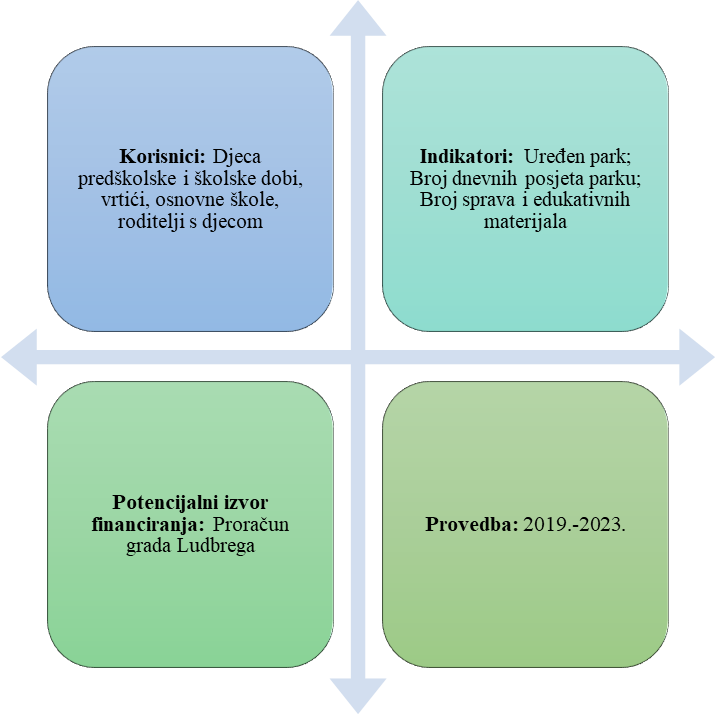 Korisnici: Djeca
predškolske i školske dobi,
vrtići, osnovne škole,
roditelji s djecom
Indikatori: Uređen park;
Broj dnevnih posjeta parku;
Broj sprava i edukativnih
materijala
Potencijalni izvor
financiranja: Proračun
grada Ludbrega
Provedba: 2019.-2023.